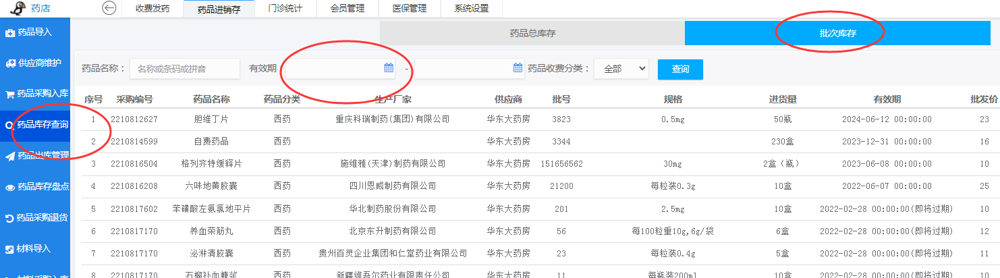 药店 收费发药 药品进销存 门诊统计 会员管理 医保管理 系统设置
药品导入
供应商维护
药品采购入库
药品库存查询
药品出库管理
药品库存盘点
药品采购退货
材料导入
药品总库存 批次库存
药品名称： 名称或条码或拼音 有效期 - 药品收费分类： 全部 查询
序号 采购编号 药品名称 药品分类 生产厂家 供应商 批号 规格 进货量 有效期 批发价
1 2210812627 胆维丁片 西药 重庆科瑞制药(集团)有限公司 华东大药房 3823 0.5mg 50瓶 2024-06-12 00:00:00 23
2 2210814599 自费药品 西药 华东大药房 3344 230盒 2023-12-31 00:00:00 16
3 2210816504 格列齐特缓释片 西药 施维雅(天津)制药有限公司 华东大药房 151656562 30mg 2盒（瓶） 2023-06-08 00:00:00 10
4 2210816208 六味地黄胶囊 西药 四川恩威制药有限公司 华东大药房 21200 每粒装0.3g 10盒 2022-06-07 00:00:00 25
5 2210817602 苯磺酸左氨氯地平片 西药 华北制药股份有限公司 华东大药房 201 2.5mg 10盒 2022-02-28 00:00:00(即将过期) 10
6 2210817170 养血荣筋丸 西药 北京东升制药有限公司 华东大药房 56 每100粒重10g,6g/袋 6盒 2022-02-28 00:00:00(即将过期) 12
7 2210817170 泌淋清胶囊 西药 贵州百灵企业集团和仁堂药业有限公司 华东大药房 23 每粒装0.4g 5盒 2022-02-28 00:00:00(即将过期) 11
8 2210817170 石榴补血糖浆 西药 新疆维吾尔药业有限责任公司 华东大药房 11 每瓶装200ml 10盒 2022-02-28 00:00:00(即将过期) 10